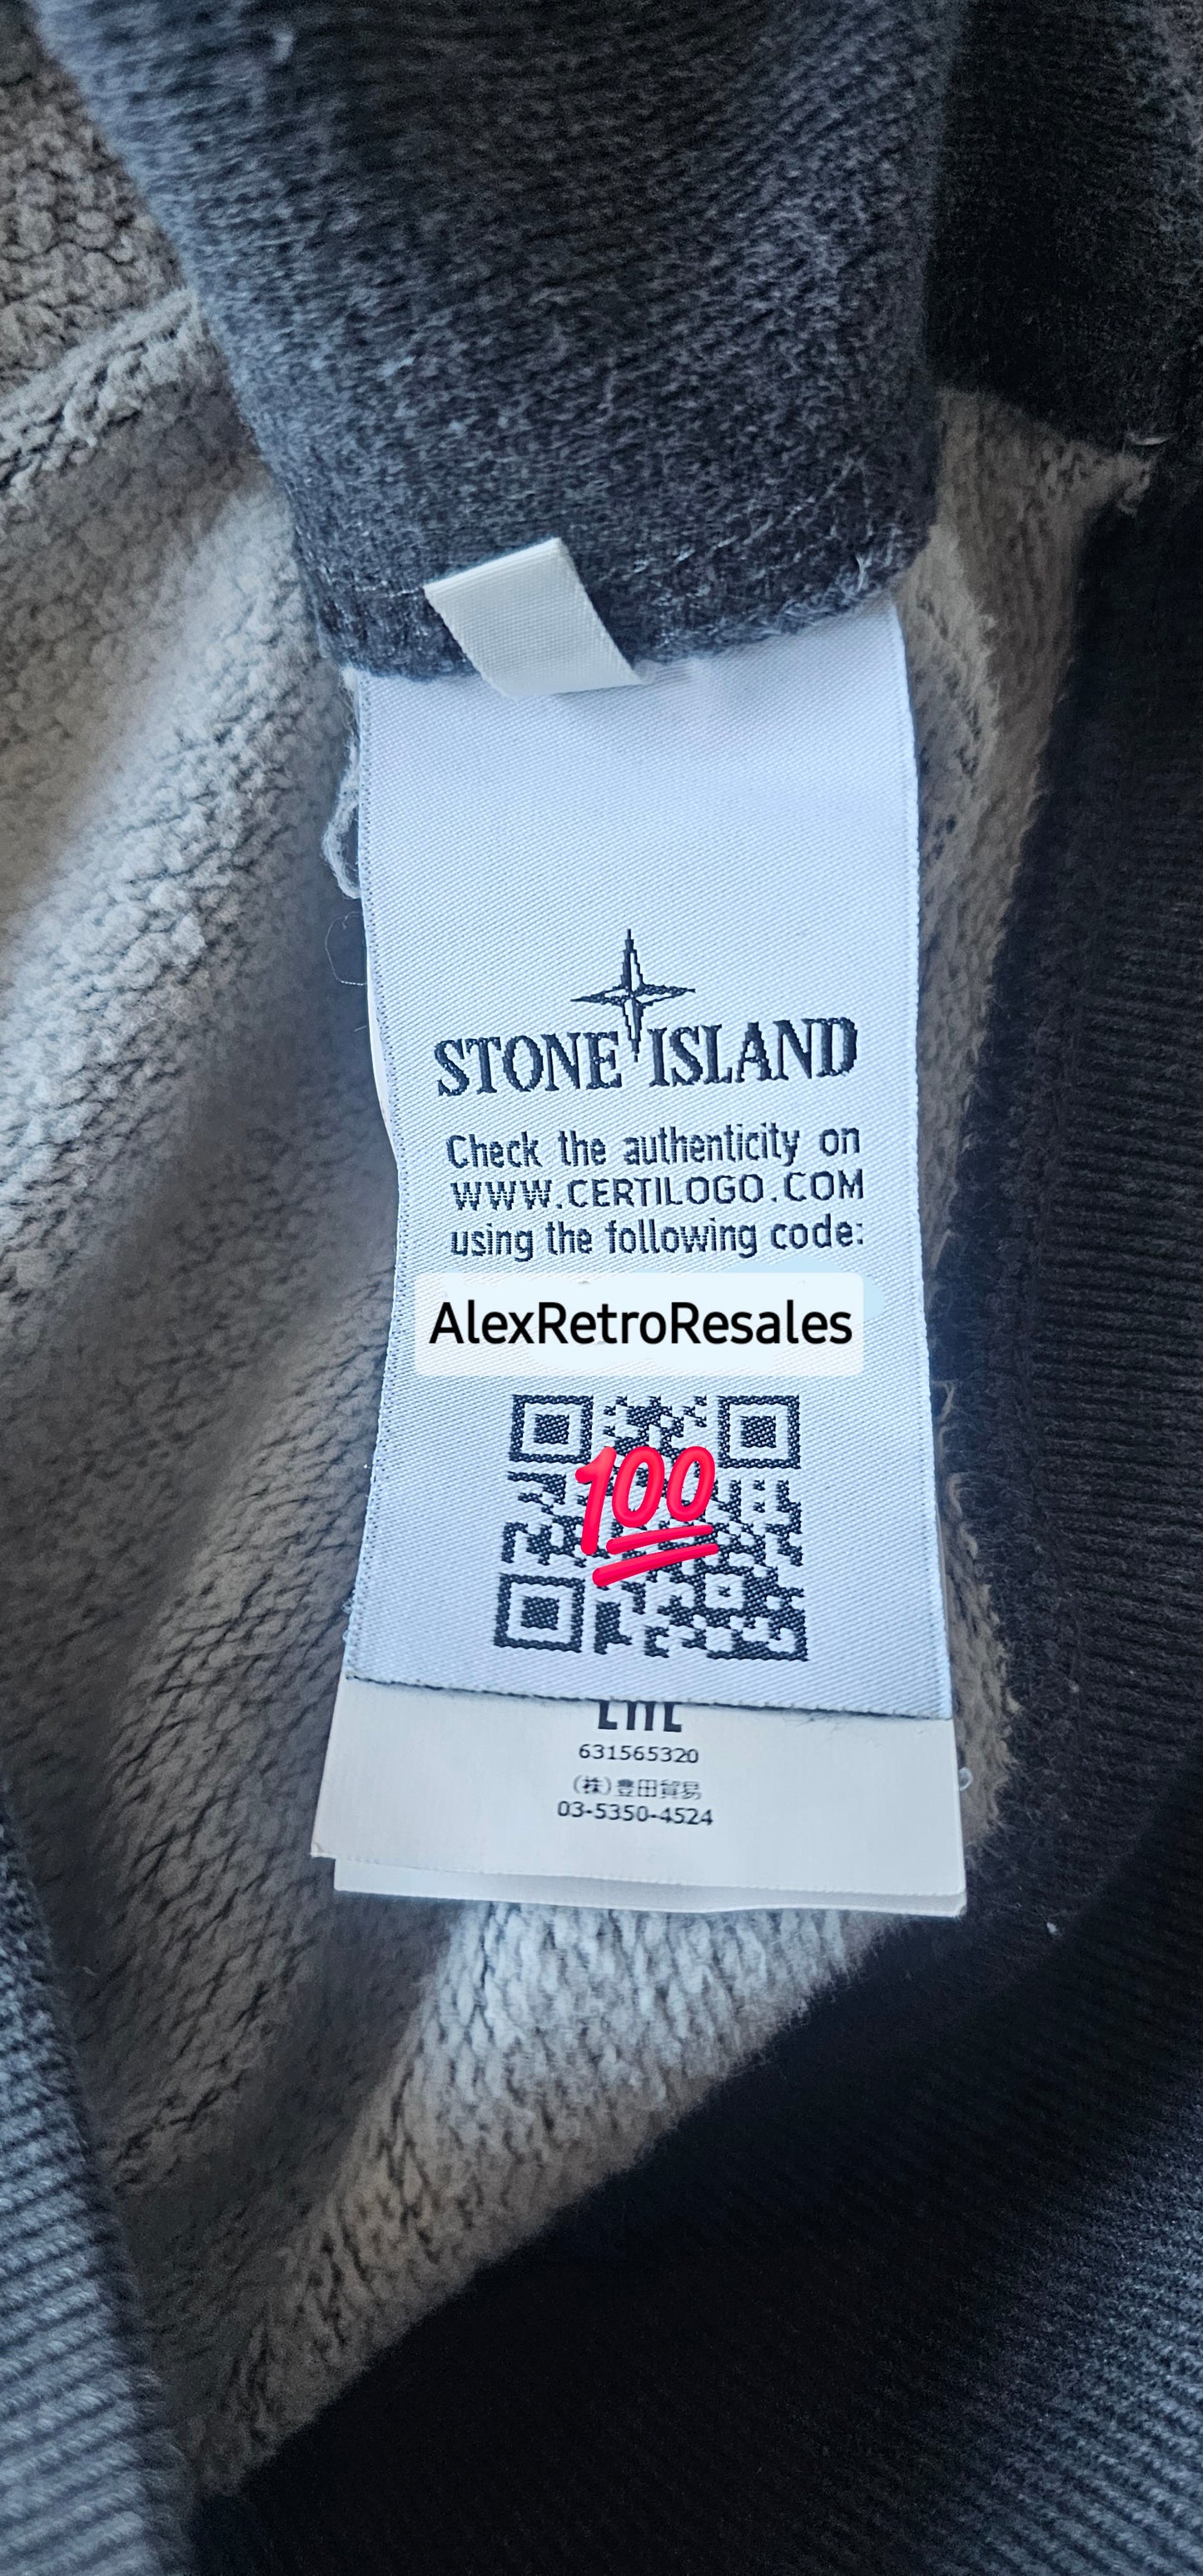 STONE ISLAND
Check the authenticity on
WWW.CERTILOGO.COM
using the following code:
AlexRetroResales
100
631565320
(株)豊田貿易
03-5350-4524